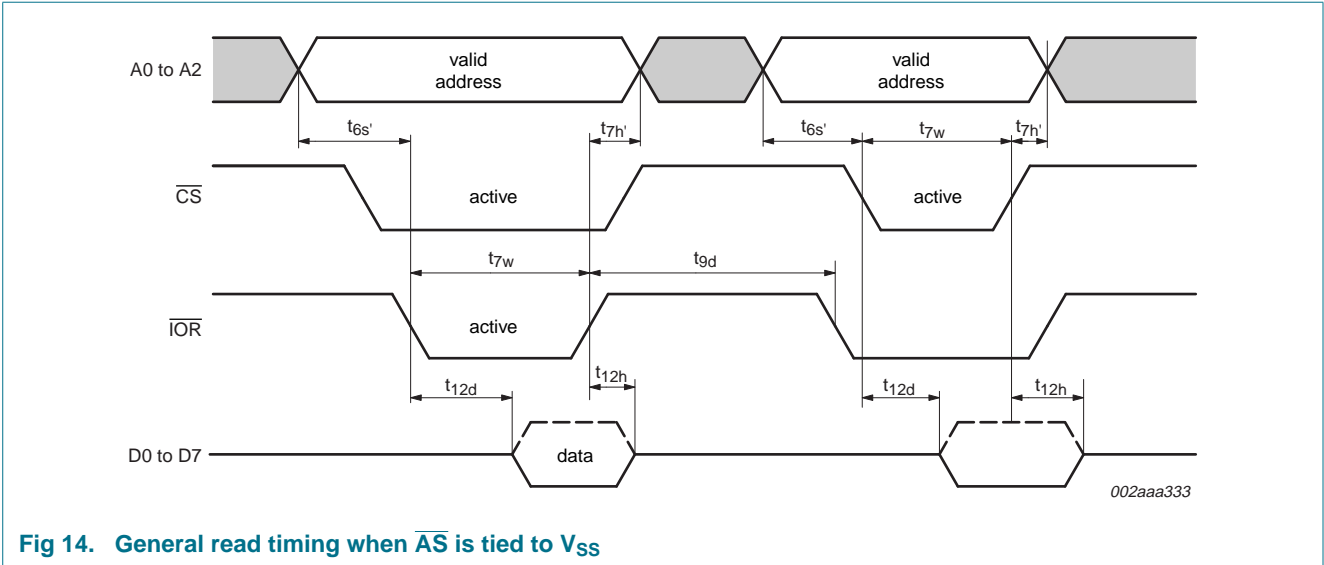 A0 to A2
valid
address
valid
address
t6s'
t7h'
t6s'
t7w
t7h'
CS
active
active
t7w
t9d
IOR
active
t12d
t12h
t12d
t12h
D0 to D7
data
002aaa333
Fig 14. General read timing when AS is tied to VSS